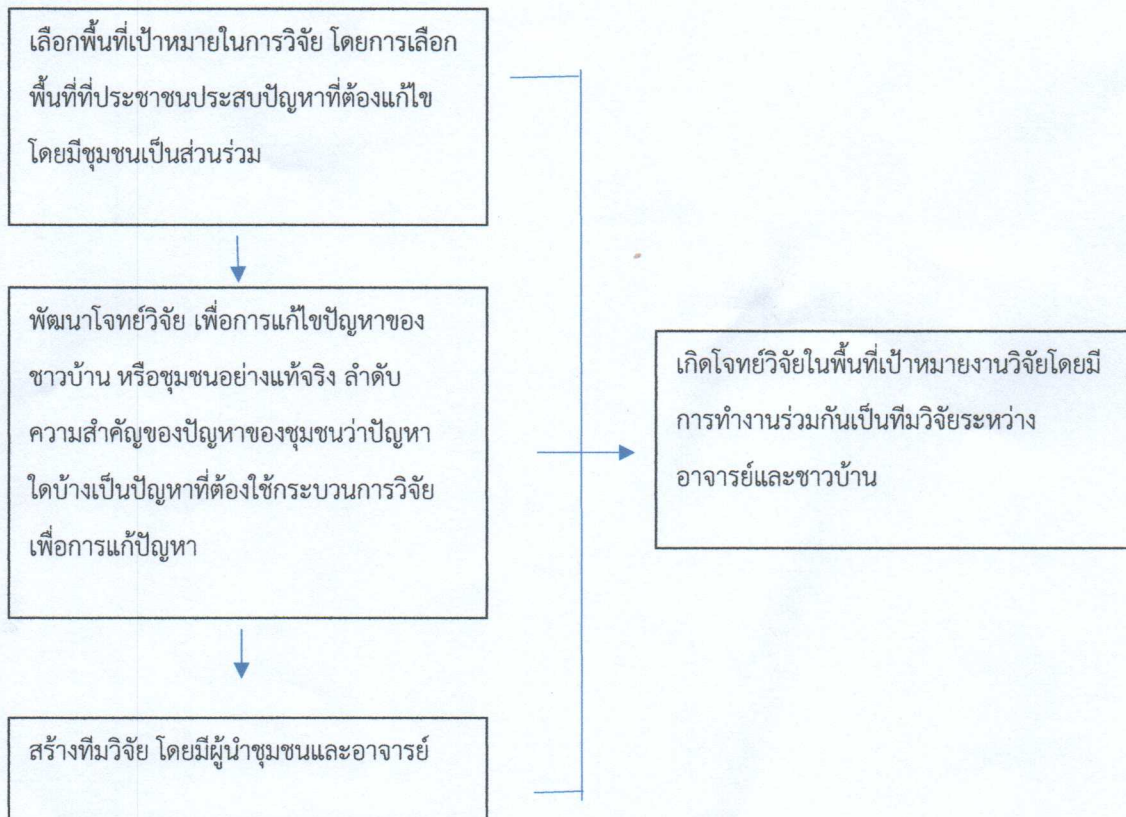 เลือกพื้นที่เป้าหมายในการวิจัย โดยการเลือก
พื้นที่ที่ประชาชนประสบปัญหาที่ต้องแก้ไข
โดยมีชุมชนเป็นส่วนร่วม
พัฒนาโจทย์วิจัย เพื่อการแก้ไขปัญหาของ
ชาวบ้าน หรือชุมชนอย่างแท้จริง ลำดับ
ความสำคัญของปัญหาของชุมชนว่าปัญหา
ใดบ้างเป็นปัญหาที่ต้องใช้กระบวนการวิจัย
เพื่อการแก้ปัญหา
สร้างทีมวิจัย โดยมีผู้นำชุมชนและอาจารย์
เกิดโจทย์วิจัยในพื้นที่เป้าหมายงานวิจัยโดยมี
การทำงานร่วมกันเป็นทีมวิจัยระหว่าง
อาจารย์และชาวบ้าน